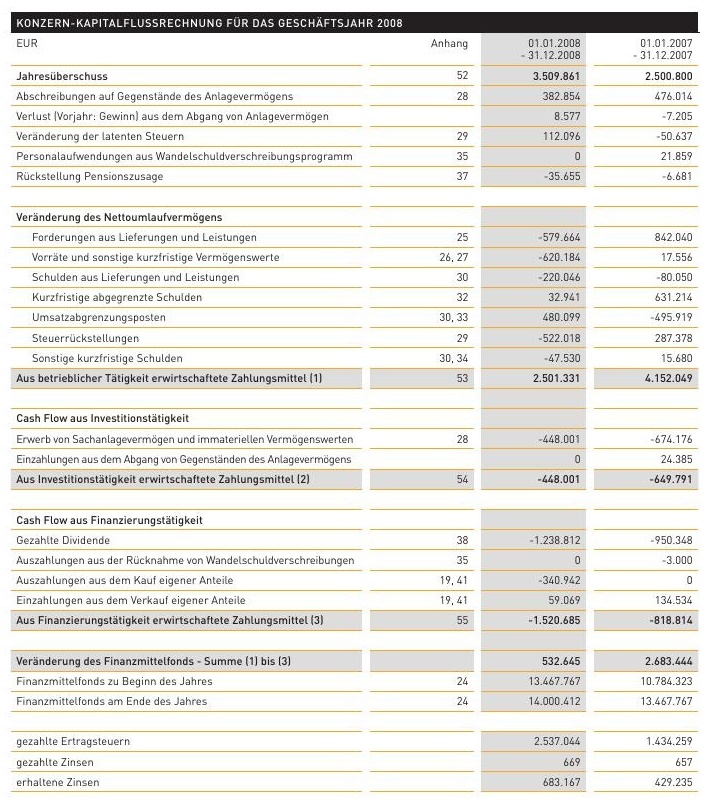 KONZERN-KAPITALFLUSSRECHNUNG FÜR DAS GESCHÄFTSJAHR 2008
EUR Anhang 01.01.2008 - 31.12.2008 01.01.2007 - 31.12.2007
Jahresüberschuss 52 3.509.861 2.500.800
Abschreibungen auf Gegenstände des Anlagevermögens 28 382.854 476.014
Verlust (Vorjahr: Gewinn) aus dem Abgang von Anlagevermögen 8.577 -7.205
Veränderung der latenten Steuern 29 112.096 -50.637
Personalaufwendungen aus Wandelschuldverschreibungsprogramm 35 0 21.859
Rückstellung Pensionszusage 37 -35.655 -6.681
Veränderung des Nettoumlaufvermögens
Forderungen aus Lieferungen und Leistungen 25 -579.664 842.040
Vorräte und sonstige kurzfristige Vermögenswerte 26, 27 -620.184 17.556
Schulden aus Lieferungen und Leistungen 30 -220.046 -80.050
Kurzfristige abgegrenzte Schulden 32 32.941 631.214
Umsatzabgrenzungsposten 30, 33 480.099 -495.919
Steuerrückstellungen 29 -522.018 287.378
Sonstige kurzfristige Schulden 30, 34 -47.530 15.680
Aus betrieblicher Tätigkeit erwirtschaftete Zahlungsmittel (1) 53 2.501.331 4.152.049
Cash Flow aus Investitionstätigkeit
Erwerb von Sachanlagevermögen und immateriellen Vermögenswerten 28 -448.001 -674.176
Einzahlungen aus dem Abgang von Gegenständen des Anlagevermögens 0 24.385
Aus Investitionstätigkeit erwirtschaftete Zahlungsmittel (2) 54 -448.001 -649.791
Cash Flow aus Finanzierungstätigkeit
Gezahlte Dividende 38 -1.238.812 -950.348
Auszahlungen aus der Rücknahme von Wandelschuldverschreibungen 35 0 -3.000
Auszahlungen aus dem Kauf eigener Anteile 19, 41 -340.942 0
Einzahlungen aus dem Verkauf eigener Anteile 19, 41 59.069 134.534
Aus Finanzierungstätigkeit erwirtschaftete Zahlungsmittel (3) 55 -1.520.685 -818.814
Veränderung des Finanzmittelfonds - Summe (1) bis (3) 532.645 2.683.444
Finanzmittelfonds zu Beginn des Jahres 24 13.467.767 10.784.323
Finanzmittelfonds am Ende des Jahres 24 14.000.412 13.467.767
gezahlte Ertragsteuern 2.537.044 1.434.259
gezahlte Zinsen 669 657
erhaltene Zinsen 683.167 429.235